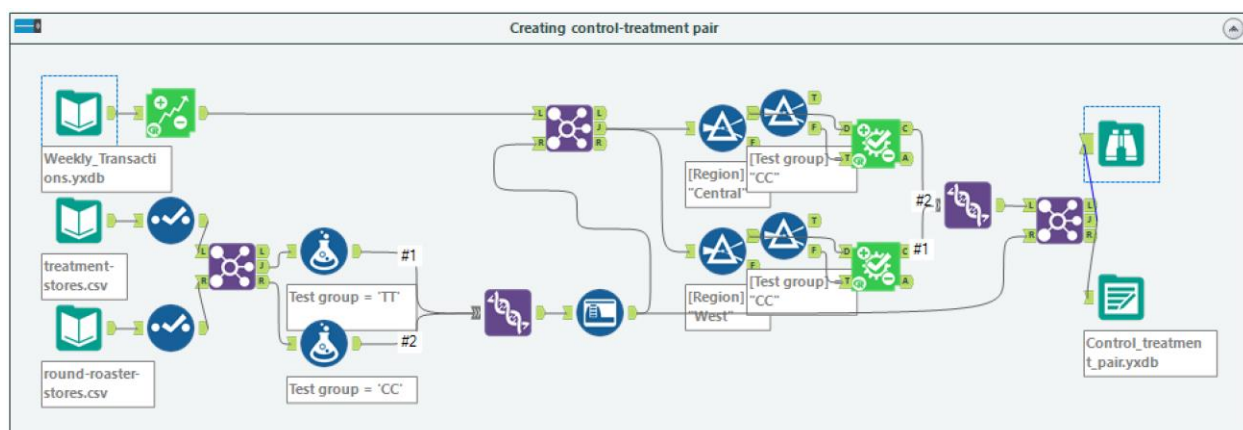 Creating control-treatment pair
Weekly_Transacti
ons.yxdb
treatment-
stores.csv
round-roaster-
stores.csv
L
R
L
J
R
Test group = 'TT'
Test group = 'CC'
#1
#2
L
R
L
J
R
[Region]
"Central"
F
[Test group]
"CC"
T
F
D
T
C
A
[Region]
"West"
F
[Test group]
"CC"
T
F
D
T
C
A
#2
#1
L
R
L
J
R
Control_treatmen
t_pair.yxdb